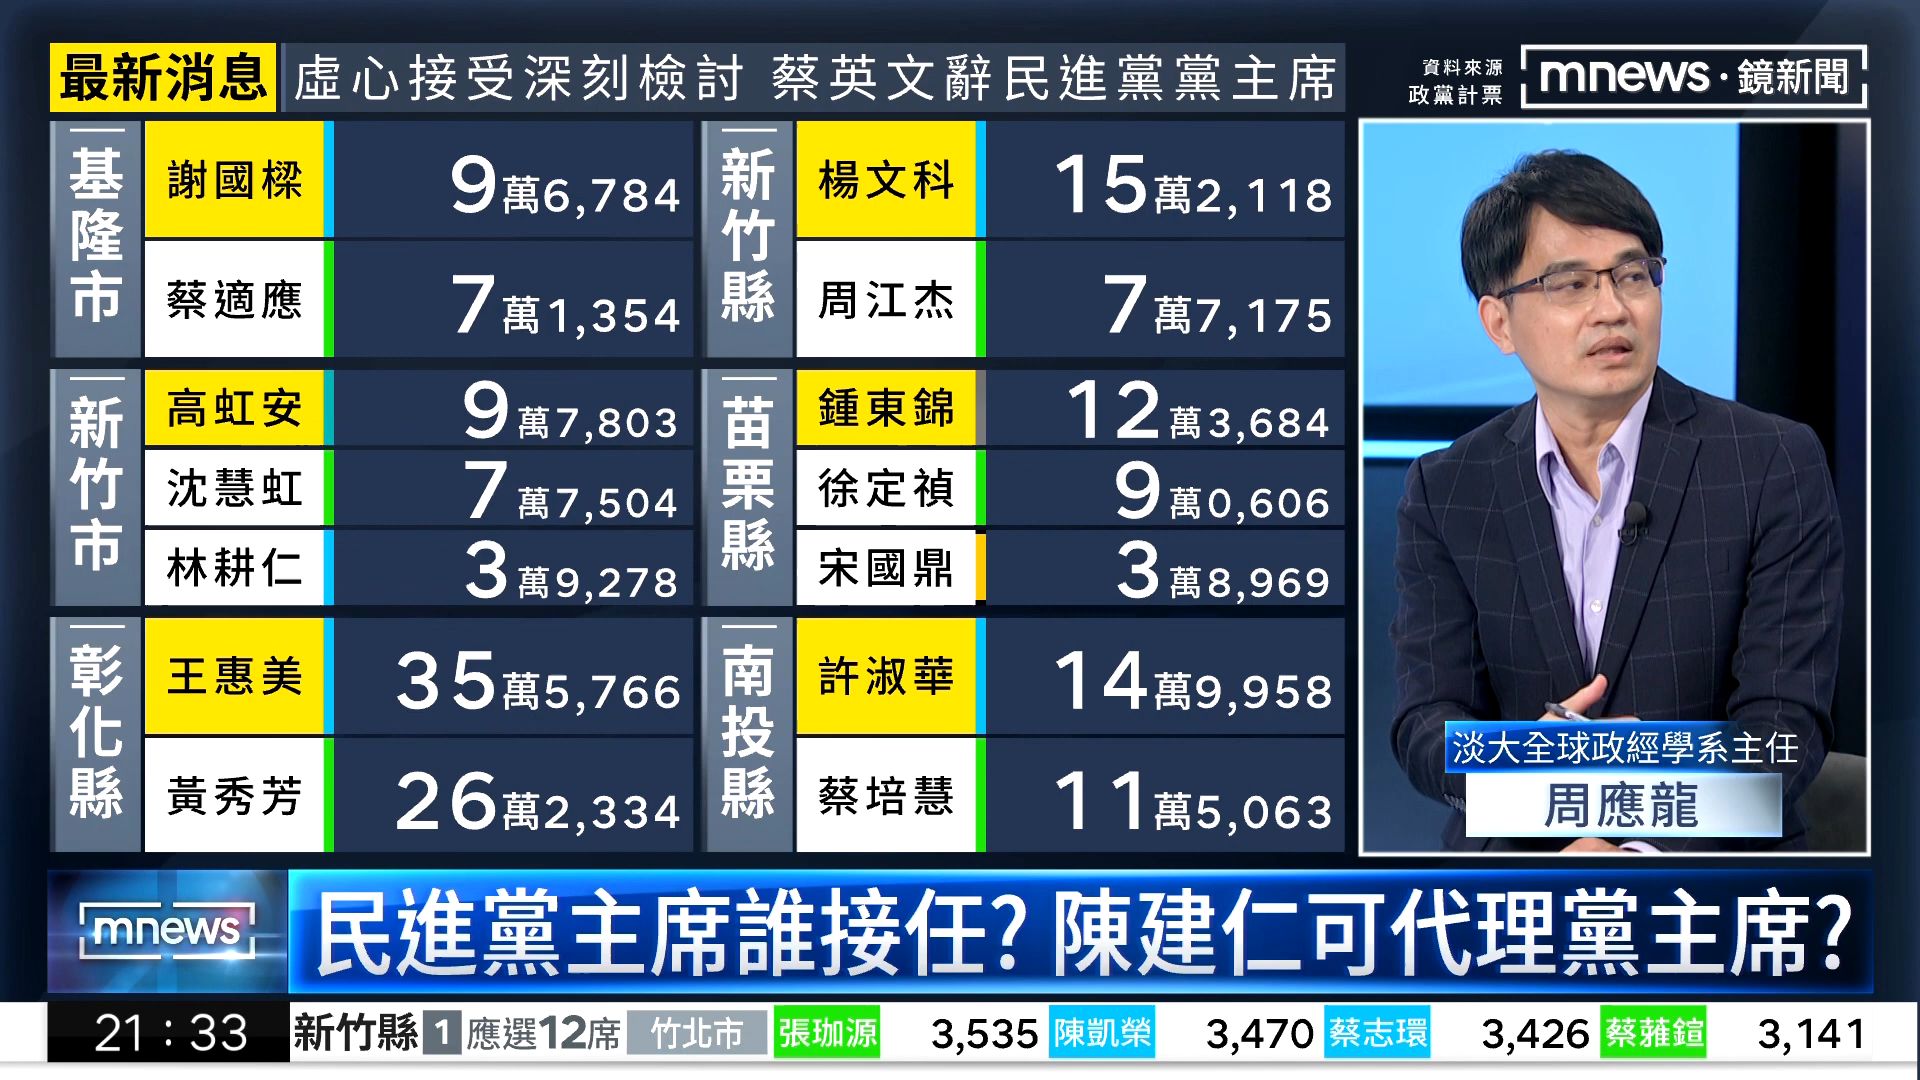 最新消息 虛心接受深刻檢討 蔡英文辭民進黨黨主席
資料來源
政黨計票
mnews·鏡新聞
基隆市
謝國樑 9萬6,784
蔡適應 7萬1,354
新竹縣
楊文科 15萬2,118
周江杰 7萬7,175
新竹市
高虹安 9萬7,803
沈慧虹 7萬7,504
林耕仁 3萬9,278
苗栗縣
鍾東錦 12萬3,684
徐定禎 9萬0,606
宋國鼎 3萬8,969
彰化縣
王惠美 35萬5,766
黃秀芳 26萬2,334
南投縣
許淑華 14萬9,958
蔡培慧 11萬5,063
淡大全球政經學系主任
周應龍
mnews
民進黨主席誰接任? 陳建仁可代理黨主席?
21:33 新竹縣 1 應選12席 竹北市 張珈源 3,535 陳凱榮 3,470 蔡志環 3,426 蔡蕥鍹 3,141